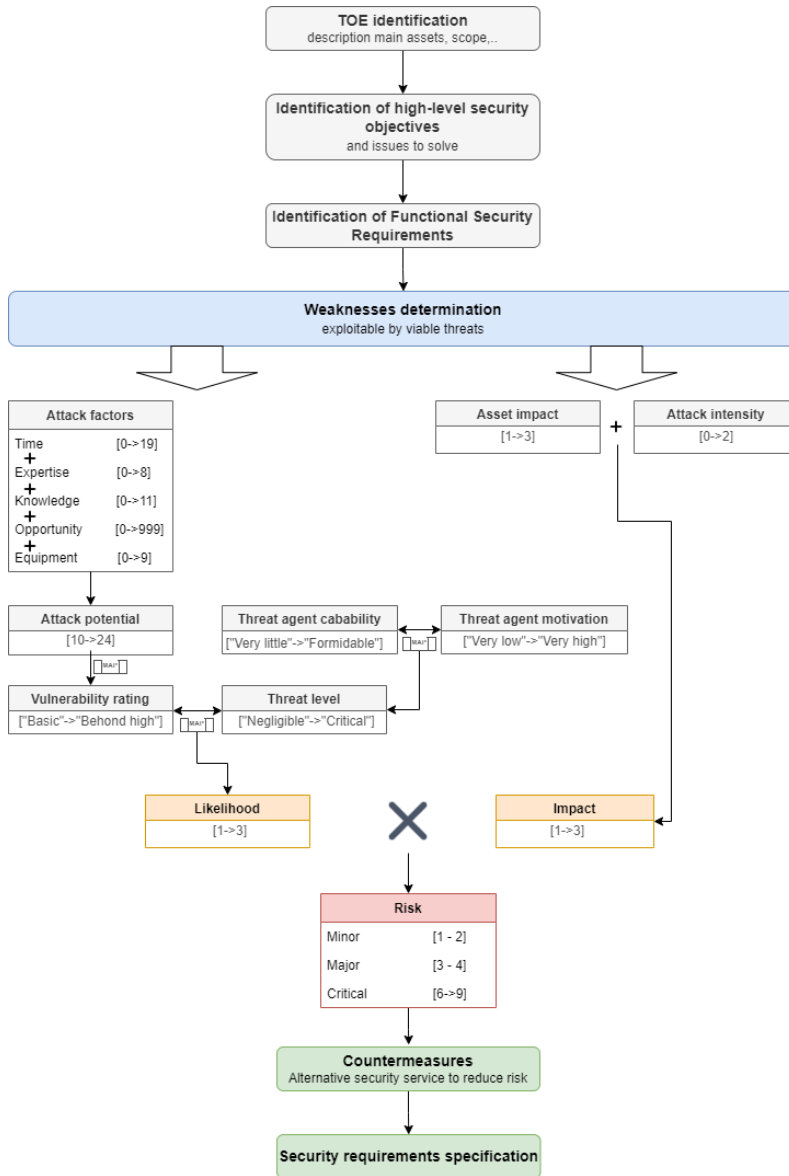 TOE identification
description main assets, scope,..
Identification of high-level security
objectives
and issues to solve
Identification of Functional Security
Requirements
Weaknesses determination
exploitable by viable threats
Attack factors
Time [0->19]
+
Expertise [0->8]
+
Knowledge [0->11]
+
Opportunity [0->999]
+
Equipment [0->9]
Asset impact
[1->3]
+
Attack intensity
[0->2]
Attack potential
[10->24]
Threat agent cabability
["Very little"->"Formidable"]
Threat agent motivation
["Very low"->"Very high"]
Vulnerability rating
["Basic"->"Behond high"]
Threat level
["Negligible"->"Critical"]
Likelihood
[1->3]
Impact
[1->3]
Risk
Minor [1 - 2]
Major [3 - 4]
Critical [6->9]
Countermeasures
Alternative security service to reduce risk
Security requirements specification